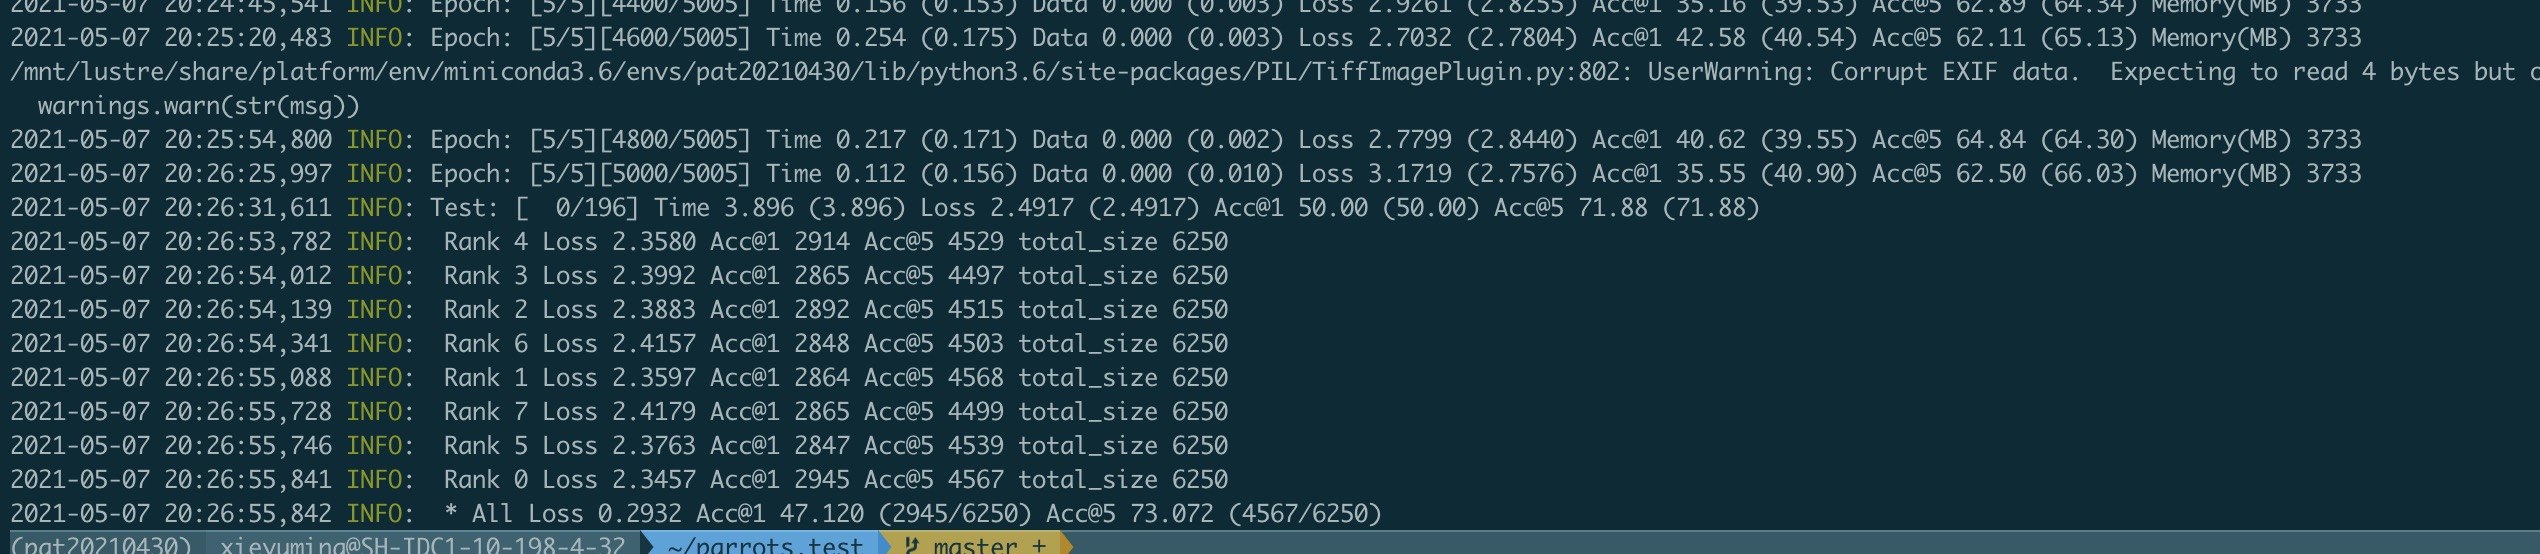 2021-05-07 20:24:45,541 INFO: Epoch: [5/5][4400/5005] Time 0.156 (0.153) Data 0.000 (0.003) Loss 2.9261 (2.8255) Acc@1 35.16 (39.53) Acc@5 62.89 (64.34) Memory(MB) 3733
2021-05-07 20:25:20,483 INFO: Epoch: [5/5][4600/5005] Time 0.254 (0.175) Data 0.000 (0.003) Loss 2.7032 (2.7804) Acc@1 42.58 (40.54) Acc@5 62.11 (65.13) Memory(MB) 3733
/mnt/lustre/share/platform/env/miniconda3.6/envs/pat20210430/lib/python3.6/site-packages/PIL/TiffImagePlugin.py:802: UserWarning: Corrupt EXIF data.  Expecting to read 4 bytes but
  warnings.warn(str(msg))
2021-05-07 20:25:54,800 INFO: Epoch: [5/5][4800/5005] Time 0.217 (0.171) Data 0.000 (0.002) Loss 2.7799 (2.8440) Acc@1 40.62 (39.55) Acc@5 64.84 (64.30) Memory(MB) 3733
2021-05-07 20:26:25,997 INFO: Epoch: [5/5][5000/5005] Time 0.112 (0.156) Data 0.000 (0.010) Loss 3.1719 (2.7576) Acc@1 35.55 (40.90) Acc@5 62.50 (66.03) Memory(MB) 3733
2021-05-07 20:26:31,611 INFO: Test: [  0/196] Time 3.896 (3.896) Loss 2.4917 (2.4917) Acc@1 50.00 (50.00) Acc@5 71.88 (71.88)
2021-05-07 20:26:53,782 INFO:  Rank 4 Loss 2.3580 Acc@1 2914 Acc@5 4529 total_size 6250
2021-05-07 20:26:54,012 INFO:  Rank 3 Loss 2.3992 Acc@1 2865 Acc@5 4497 total_size 6250
2021-05-07 20:26:54,139 INFO:  Rank 2 Loss 2.3883 Acc@1 2892 Acc@5 4515 total_size 6250
2021-05-07 20:26:54,341 INFO:  Rank 6 Loss 2.4157 Acc@1 2848 Acc@5 4503 total_size 6250
2021-05-07 20:26:55,088 INFO:  Rank 1 Loss 2.3597 Acc@1 2864 Acc@5 4568 total_size 6250
2021-05-07 20:26:55,728 INFO:  Rank 7 Loss 2.4179 Acc@1 2865 Acc@5 4499 total_size 6250
2021-05-07 20:26:55,746 INFO:  Rank 5 Loss 2.3763 Acc@1 2847 Acc@5 4539 total_size 6250
2021-05-07 20:26:55,841 INFO:  Rank 0 Loss 2.3457 Acc@1 2945 Acc@5 4567 total_size 6250
2021-05-07 20:26:55,842 INFO:  * All Loss 0.2932 Acc@1 47.120 (2945/6250) Acc@5 73.072 (4567/6250)
(pat20210430) xieyuming@SH-IDC1-10-198-4-32 ~/parrots.test master +